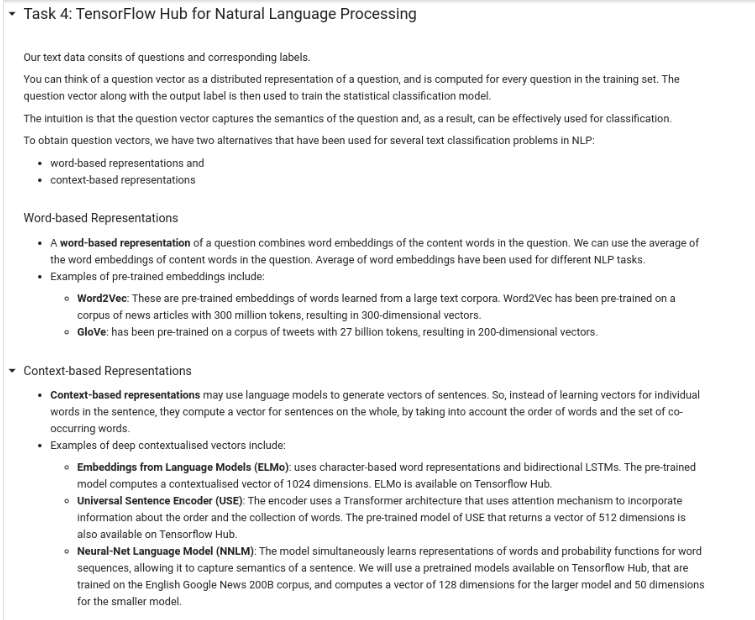 Task 4: TensorFlow Hub for Natural Language Processing
Our text data consits of questions and corresponding labels.
You can think of a question vector as a distributed representation of a question, and is computed for every question in the training set. The
question vector along with the output label is then used to train the statistical classification model.
The intuition is that the question vector captures the semantics of the question and, as a result, can be effectively used for classification.
To obtain question vectors, we have two alternatives that have been used for several text classification problems in NLP:
• word-based representations and
• context-based representations
Word-based Representations
• A word-based representation of a question combines word embeddings of the content words in the question. We can use the average of
the word embeddings of content words in the question. Average of word embeddings have been used for different NLP tasks.
• Examples of pre-trained embeddings include:
◦ Word2Vec: These are pre-trained embeddings of words learned from a large text corpora. Word2Vec has been pre-trained on a
corpus of news articles with 300 million tokens, resulting in 300-dimensional vectors.
◦ GloVe: has been pre-trained on a corpus of tweets with 27 billion tokens, resulting in 200-dimensional vectors.
Context-based Representations
• Context-based representations may use language models to generate vectors of sentences. So, instead of learning vectors for individual
words in the sentence, they compute a vector for sentences on the whole, by taking into account the order of words and the set of co-
occurring words.
• Examples of deep contextualised vectors include:
◦ Embeddings from Language Models (ELMo): uses character-based word representations and bidirectional LSTMs. The pre-trained
model computes a contextualised vector of 1024 dimensions. ELMo is available on Tensorflow Hub.
◦ Universal Sentence Encoder (USE): The encoder uses a Transformer architecture that uses attention mechanism to incorporate
information about the order and the collection of words. The pre-trained model of USE that returns a vector of 512 dimensions is
also available on Tensorflow Hub.
◦ Neural-Net Language Model (NNLM): The model simultaneously learns representations of words and probability functions for word
sequences, allowing it to capture semantics of a sentence. We will use a pretrained models available on Tensorflow Hub, that are
trained on the English Google News 200B corpus, and computes a vector of 128 dimensions for the larger model and 50 dimensions
for the smaller model.